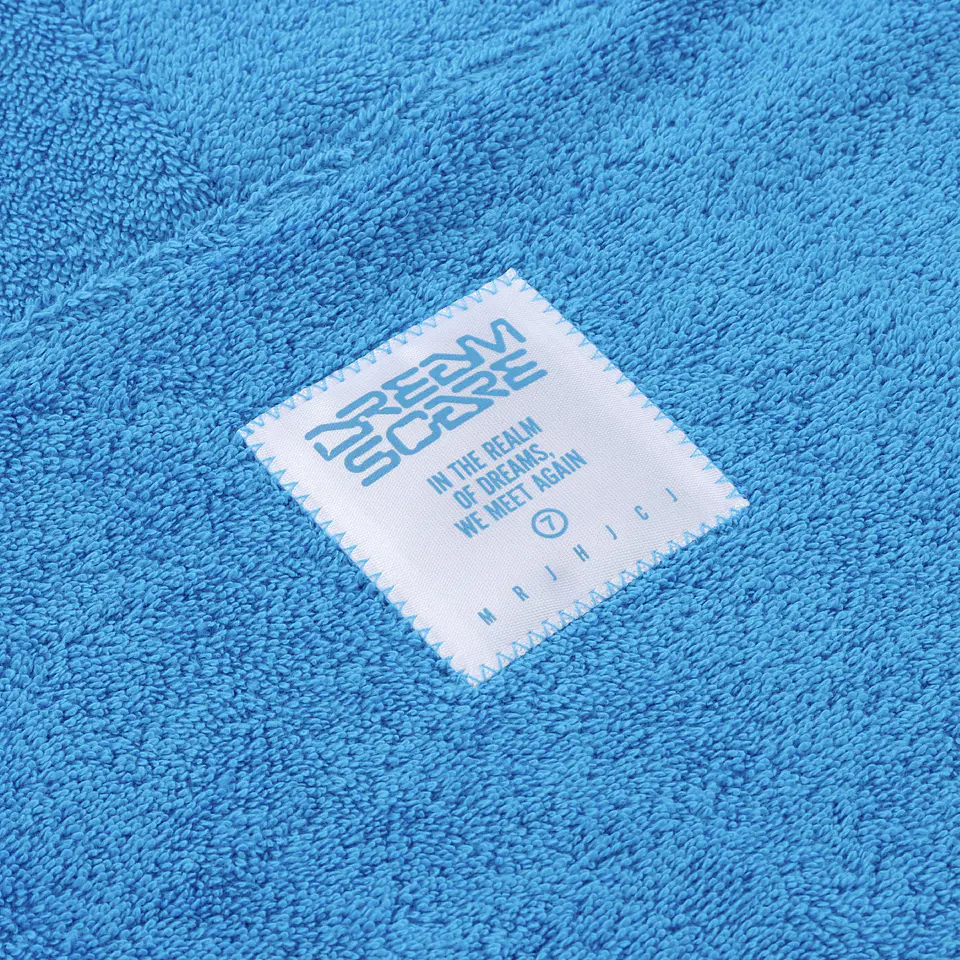 DREAM
SCAPE
IN THE REALM
OF DREAMS,
WE MEET AGAIN
7
M R J H J C J